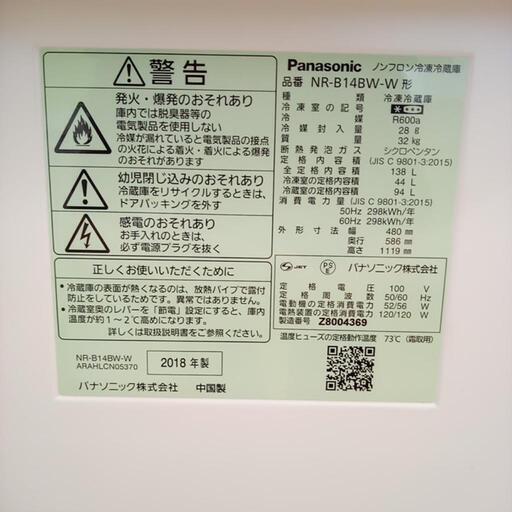 警告
発火・爆発のおそれあり
庫内では脱臭器等の
電気製品を使用しない
冷媒が漏れていると電気製品の接点
の火花による着火・着火による爆発
のおそれあり
幼児閉じ込めのおそれあり
冷蔵庫をリサイクルするときは、
ドアパッキングを外す
感電のおそれあり
お手入れのときは、
必ず電源プラグを抜く
正しくお使いいただくために
●冷蔵庫の表面が熱くなるのは、放熱パイプで露付
防止をしているためです。異常ではありません。
●冷蔵室奥のレバーを「節電」設定にすると、庫内
温度が約1～2℃高めになります。
詳しくは取扱説明書をご覧ください。
NR-B14BW-W
ARAHLCN05370
2018 年製
パナソニック株式会社 中国製
Panasonic ノンフロン冷凍冷蔵庫
品番 NR-B14BW-W 形
種類 冷凍冷蔵庫
冷凍室の記号
冷媒 R600a
冷媒封入量 28 g
質量 32 kg
断熱発泡ガス シクロペンタン
定格内容積 (JIS C 9801-3:2015)
全定格内容積 138 L
冷凍室の定格内容積 44 L
冷蔵室の定格内容積 94 L
消費電力量 (JIS C 9801-3:2015)
50Hz 298kWh/年
60Hz 298kWh/年
外形寸法幅 480 mm
奥行 586 mm
高さ 1119 mm
JET PSE パナソニック株式会社
定格電圧 100 V
定格周波数 50/60 Hz
電動機の定格消費電力 52/56 W
電熱装置の定格消費電力 120/120 W
製造番号 Z8004369
温度ヒューズの定格動作温度 73℃ (霜取用)